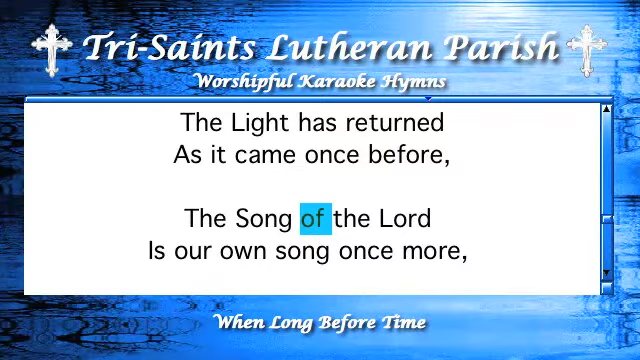 Tri-Saints Lutheran Parish
Worshipful Karaoke Hymns
The Light has returned
As it came once before,
The Song of the Lord
Is our own song once more,
When Long Before Time